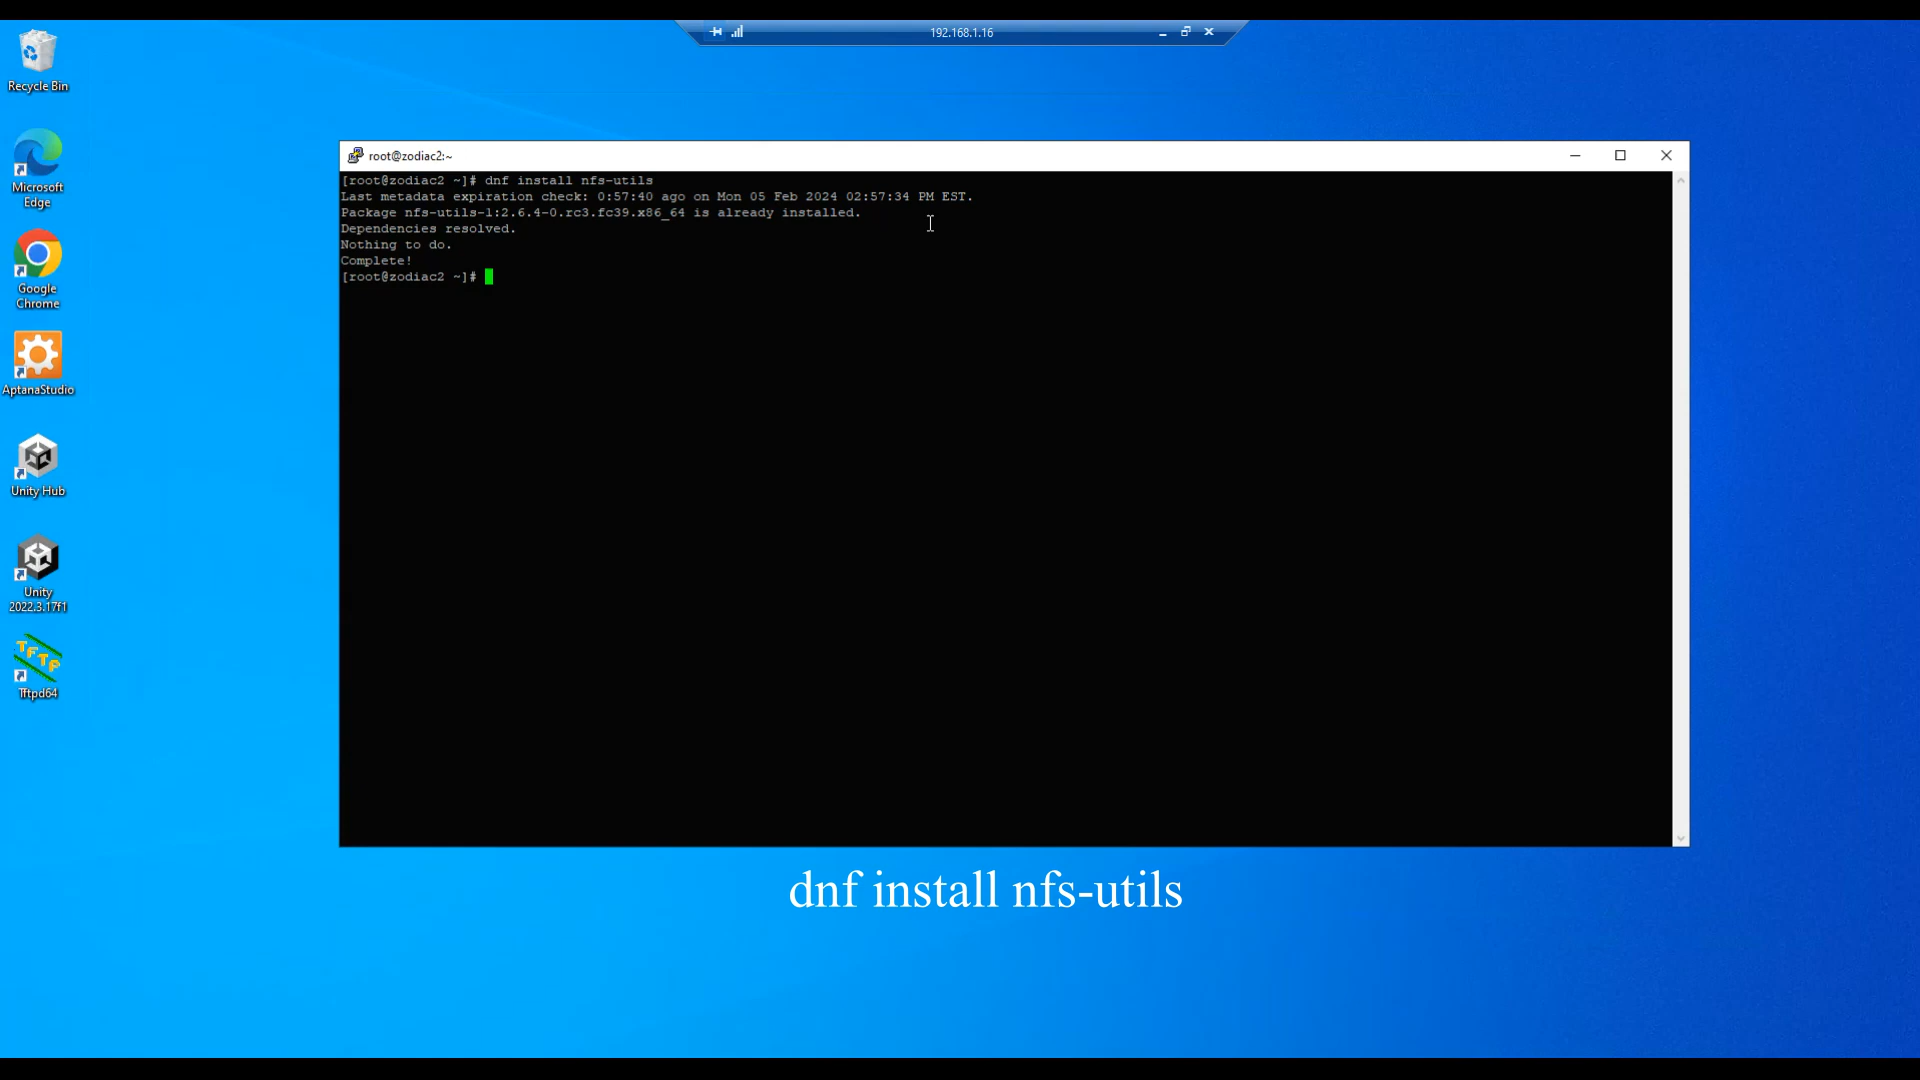 192.168.1.16
Recycle Bin
Microsoft
Edge
Google
Chrome
AptanaStudio
Unity Hub
Unity
2022.3.17f1
TFTP
Tftpd64
root@zodiac2:~
[root@zodiac2 ~]# dnf install nfs-utils
Last metadata expiration check: 0:57:40 ago on Mon 05 Feb 2024 02:57:34 PM EST.
Package nfs-utils-1:2.6.4-0.rc3.fc39.x86_64 is already installed.
Dependencies resolved.
Nothing to do.
Complete!
[root@zodiac2 ~]#
dnf install nfs-utils